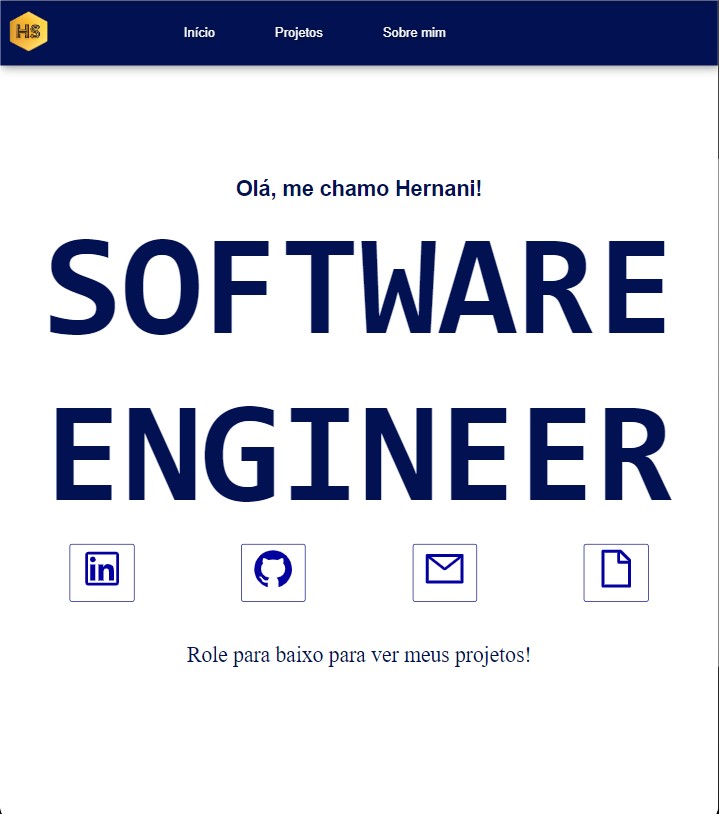 HS
Início Projetos Sobre mim
Olá, me chamo Hernani!
SOFTWARE
ENGINEER
in
Role para baixo para ver meus projetos!